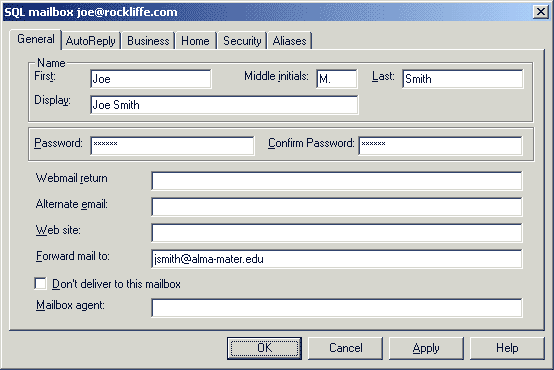 SQL mailbox joe@rockliffe.com
General AutoReply Business Home Security Aliases
Name
First: Joe Middle initials: M. Last: Smith
Display: Joe Smith
Password: ****** Confirm Password: ******
Webmail return
Alternate email:
Web site:
Forward mail to: jsmith@alma-mater.edu
Don't deliver to this mailbox
Mailbox agent:
OK Cancel Apply Help